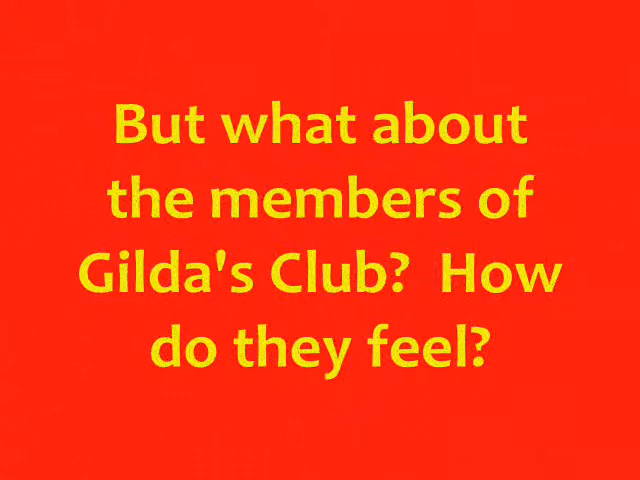 But what about
the members of
Gilda's Club?  How
do they feel?